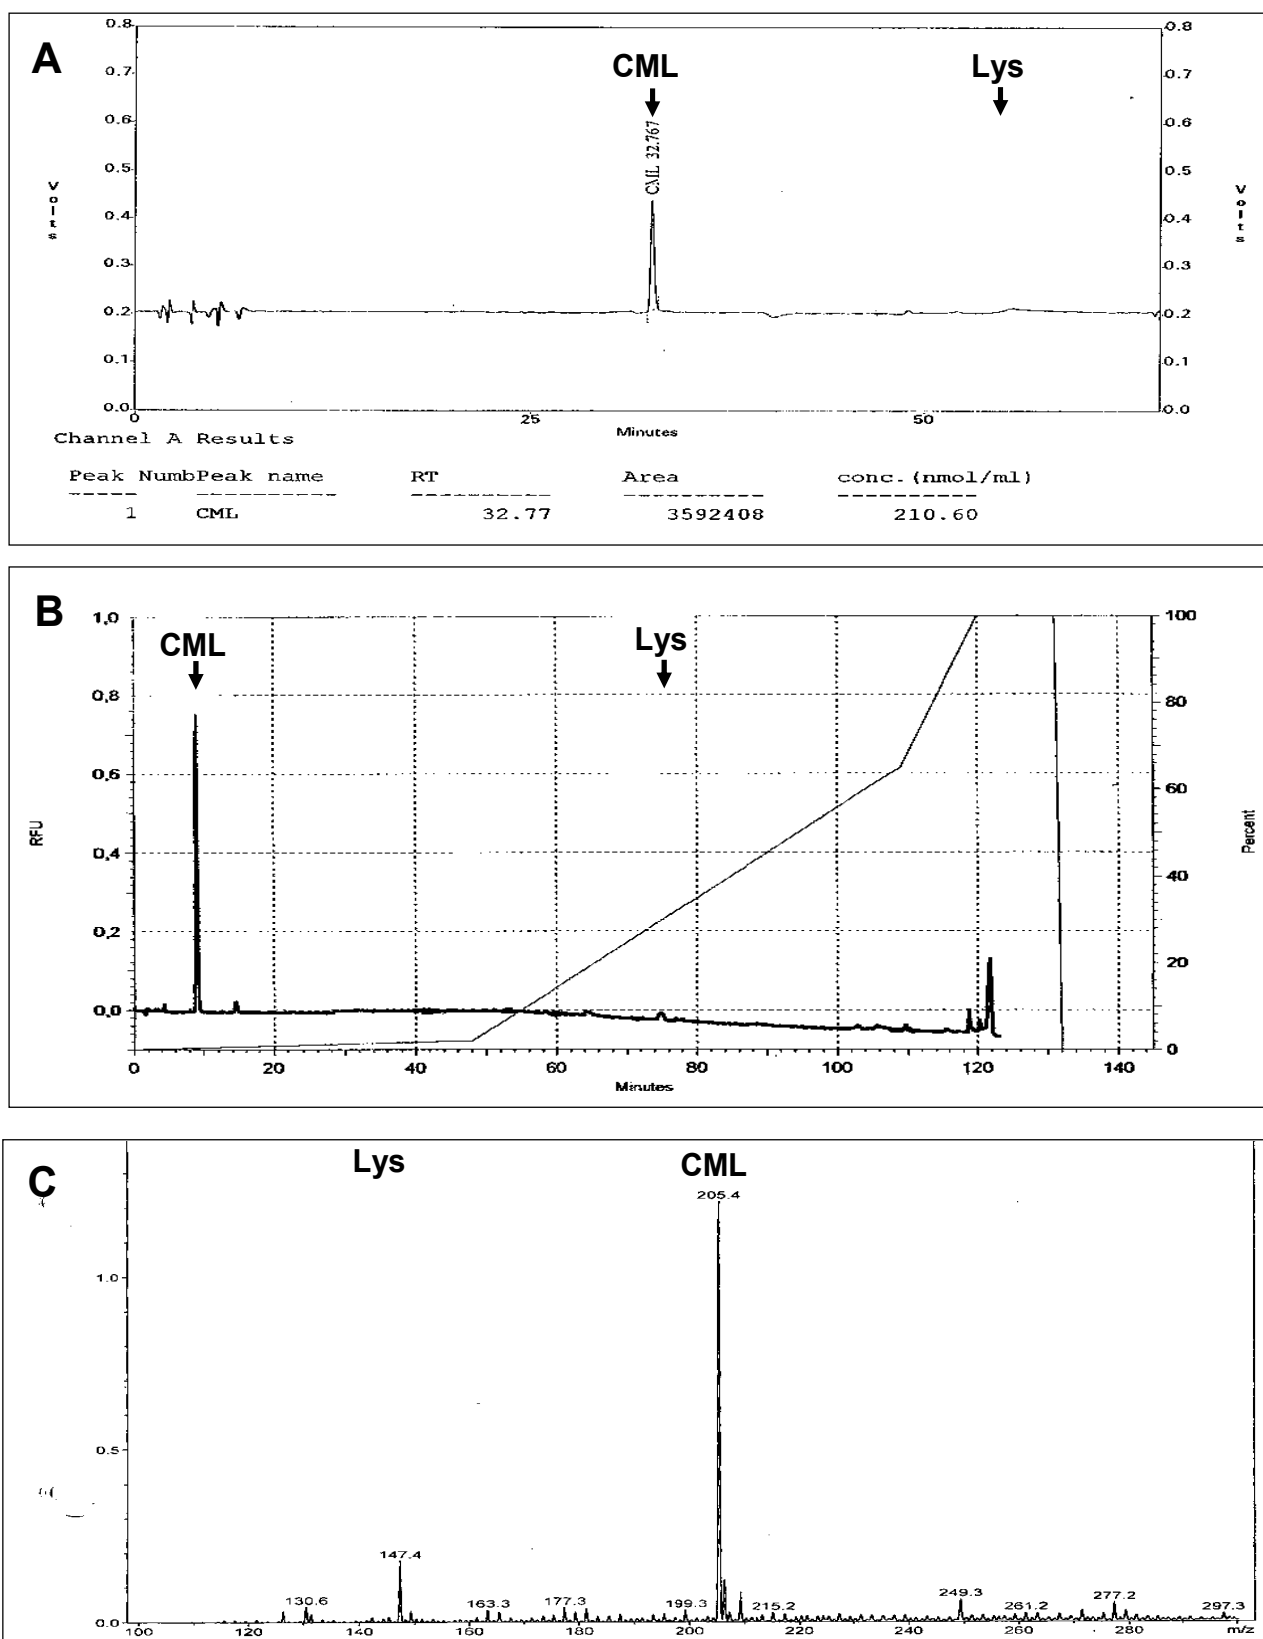 A
CML
Lys
CML 32.767
0.8
0.7
0.6
0.5
0.4
0.3
0.2
0.1
0.0
Volts
0.8
0.7
0.6
0.5
0.4
0.3
0.2
0.1
0.0
Volts
0 25 50
Minutes
Channel A Results
Peak NumbPeak name RT Area conc.(nmol/ml)
1 CML 32.77 3592408 210.60
B
CML
Lys
1,0
0,8
0,6
0,4
0,2
0,0
RFU
100
80
60
40
20
0
Percent
0 20 40 60 80 100 120 140
Minutes
C
Lys
CML
205.4
1.0
0.5
0.0
147.4
130.6 163.3 177.3 199.3 215.2 249.3 261.2 277.2 297.3
100 120 140 160 180 200 220 240 260 280 m/z